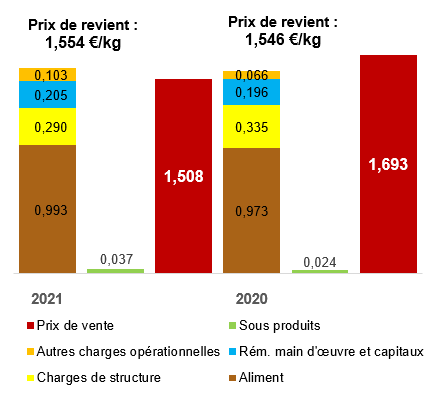 Prix de revient :
1,554 €/kg
Prix de revient :
1,546 €/kg
0,103
0,205
0,290
0,993
0,037
1,508
0,066
0,196
0,335
0,973
0,024
1,693
2021
2020
Prix de vente
Sous produits
Autres charges opérationnelles
Rém. main d'œuvre et capitaux
Charges de structure
Aliment